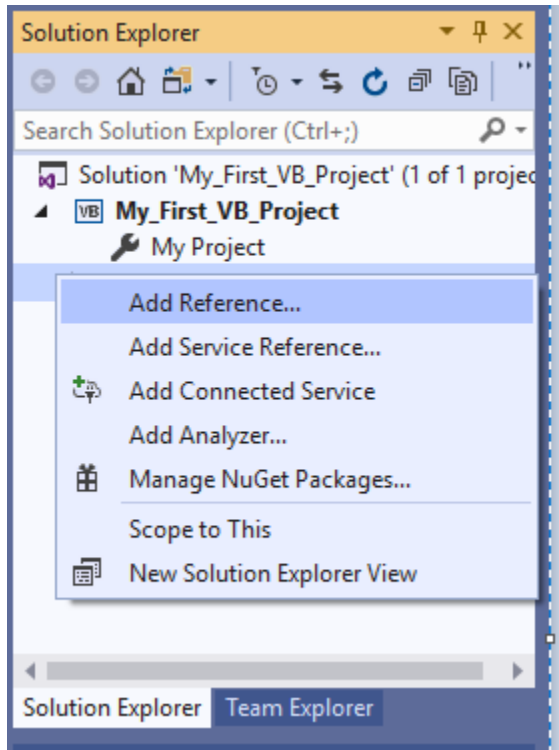 Solution Explorer
Search Solution Explorer (Ctrl+;)
Solution 'My_First_VB_Project' (1 of 1 projec
VB My_First_VB_Project
My Project
Add Reference...
Add Service Reference...
Add Connected Service
Add Analyzer...
Manage NuGet Packages...
Scope to This
New Solution Explorer View
Solution Explorer Team Explorer